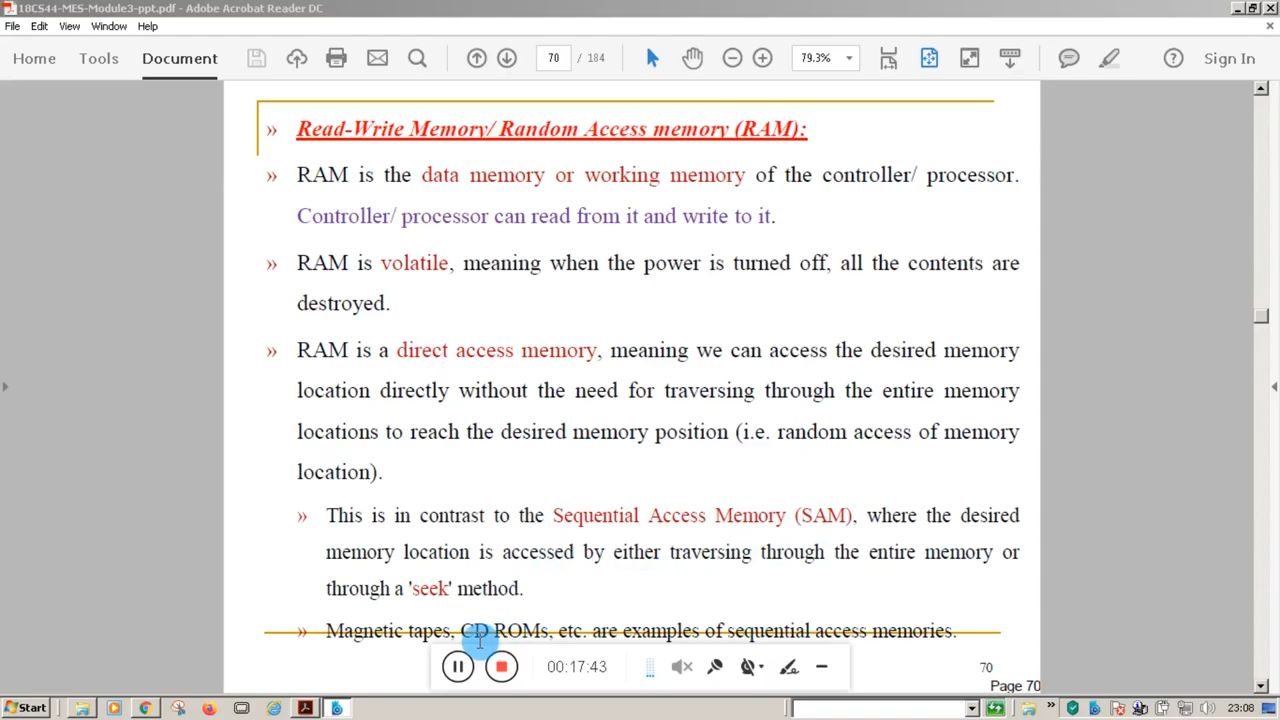 18CS44-MES-Module3-ppt.pdf - Adobe Acrobat Reader DC
File Edit View Window Help
Home Tools Document 70 / 184 79.3% Sign In
» Read-Write Memory/ Random Access memory (RAM):
» RAM is the data memory or working memory of the controller/ processor.
Controller/ processor can read from it and write to it.
» RAM is volatile, meaning when the power is turned off, all the contents are
destroyed.
» RAM is a direct access memory, meaning we can access the desired memory
location directly without the need for traversing through the entire memory
locations to reach the desired memory position (i.e. random access of memory
location).
» This is in contrast to the Sequential Access Memory (SAM), where the desired
memory location is accessed by either traversing through the entire memory or
through a 'seek' method.
» Magnetic tapes, CD ROMs, etc. are examples of sequential access memories.
00:17:43
70
Page 70
Start 23:08